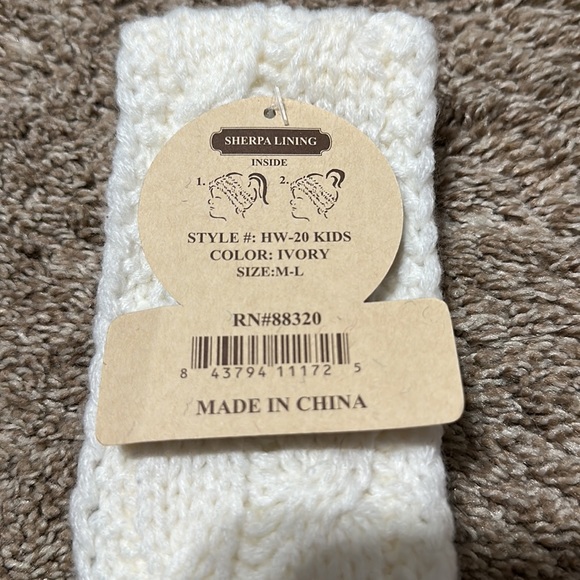 SHERPA LINING
INSIDE
1. 2.
STYLE #: HW-20 KIDS
COLOR: IVORY
SIZE:M-L
RN#88320
8 43794 11172 5
MADE IN CHINA